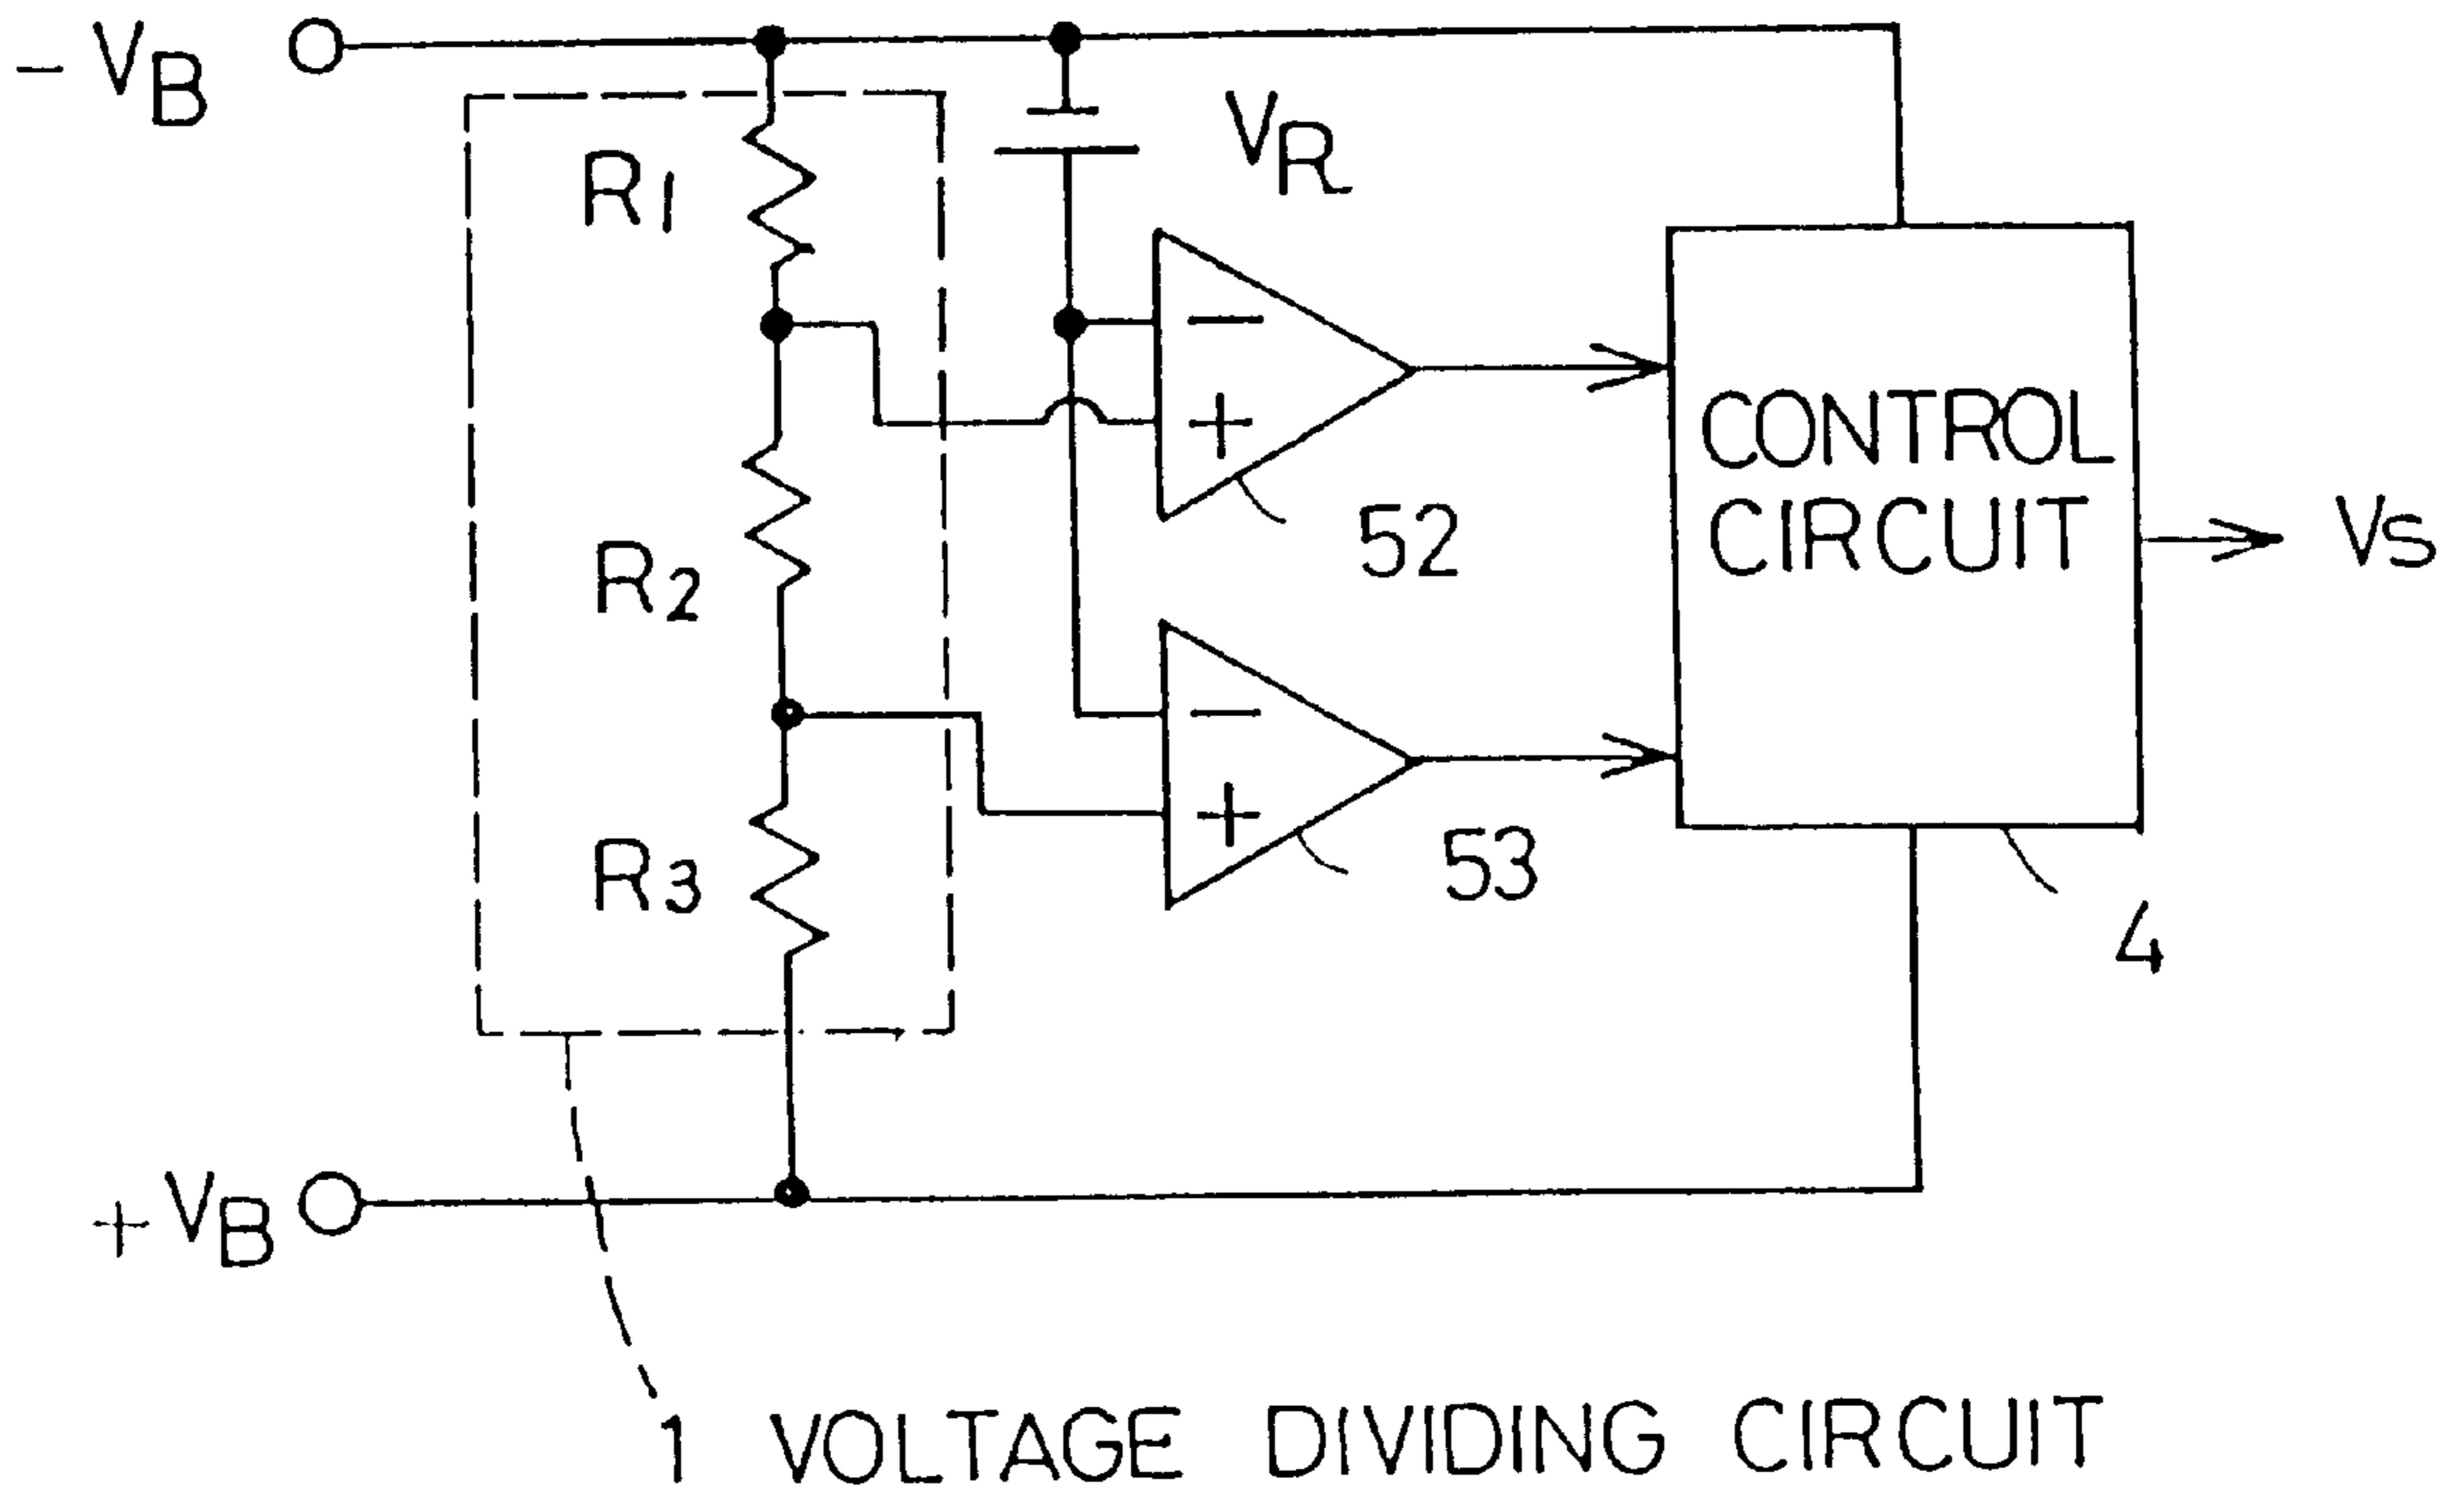 - VB
VR
R1
-
+
CONTROL
CIRCUIT
52
VS
R2
-
+
53
R3
4
+ VB
1 VOLTAGE DIVIDING CIRCUIT